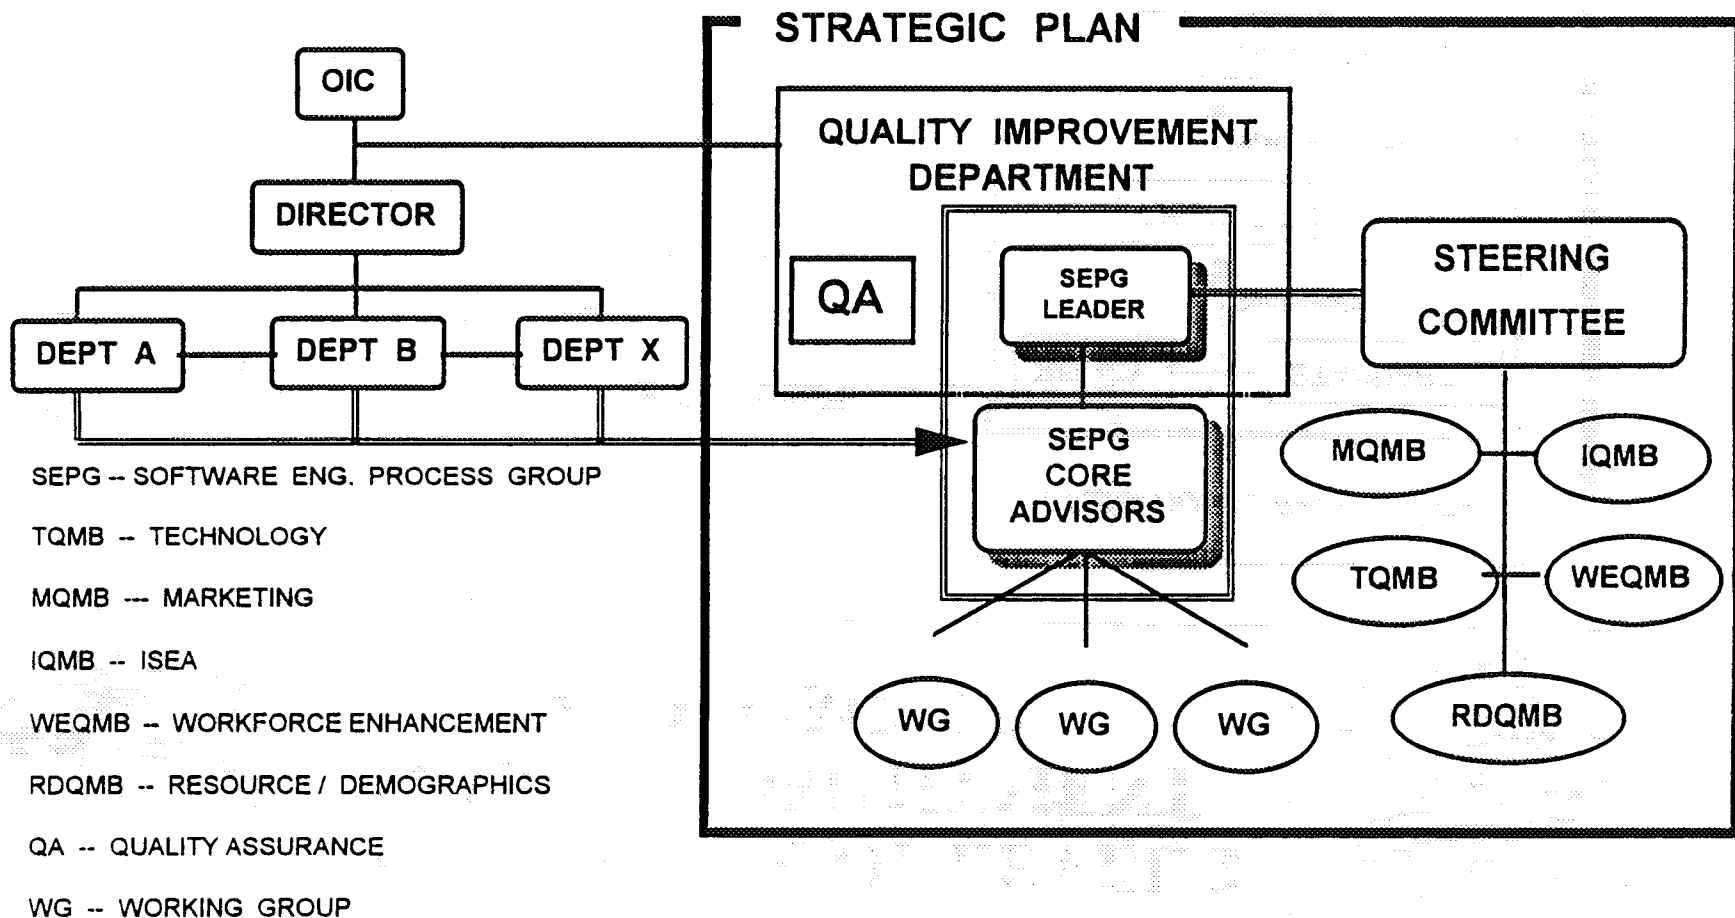 STRATEGIC PLAN
OIC
QUALITY IMPROVEMENT
DEPARTMENT
DIRECTOR
QA
SEPG
LEADER
STEERING
COMMITTEE
DEPT A
DEPT B
DEPT X
SEPG
CORE
ADVISORS
MQMB
IQMB
TQMB
WEQMB
RDQMB
WG
WG
WG
SEPG -- SOFTWARE ENG. PROCESS GROUP
TQMB -- TECHNOLOGY
MQMB --- MARKETING
IQMB -- ISEA
WEQMB -- WORKFORCE ENHANCEMENT
RDQMB -- RESOURCE / DEMOGRAPHICS
QA -- QUALITY ASSURANCE
WG -- WORKING GROUP